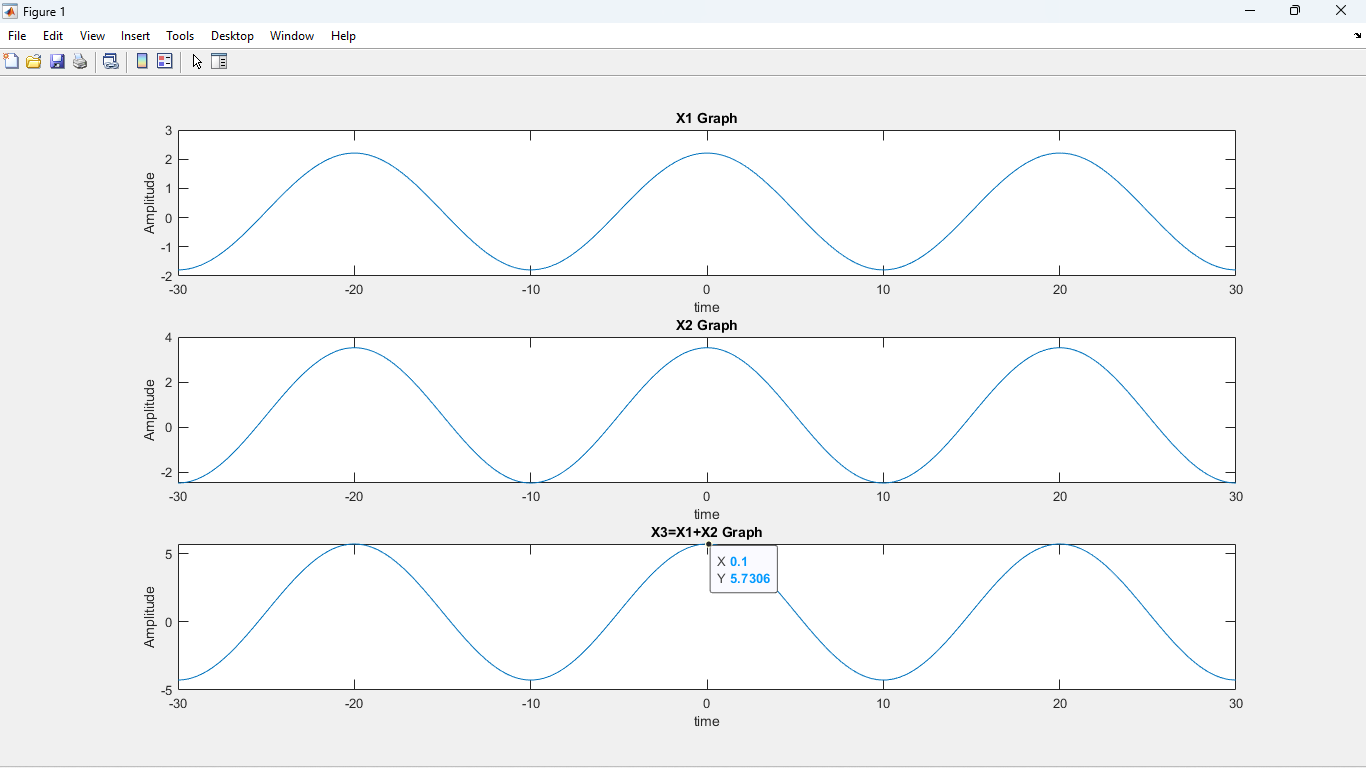 Figure 1
File Edit View Insert Tools Desktop Window Help
X1 Graph
3
2
1
0
-1
-2
Amplitude
-30 -20 -10 0 10 20 30
time
X2 Graph
4
2
0
-2
Amplitude
-30 -20 -10 0 10 20 30
time
X3=X1+X2 Graph
5
0
-5
Amplitude
X 0.1
Y 5.7306
-30 -20 -10 0 10 20 30
time